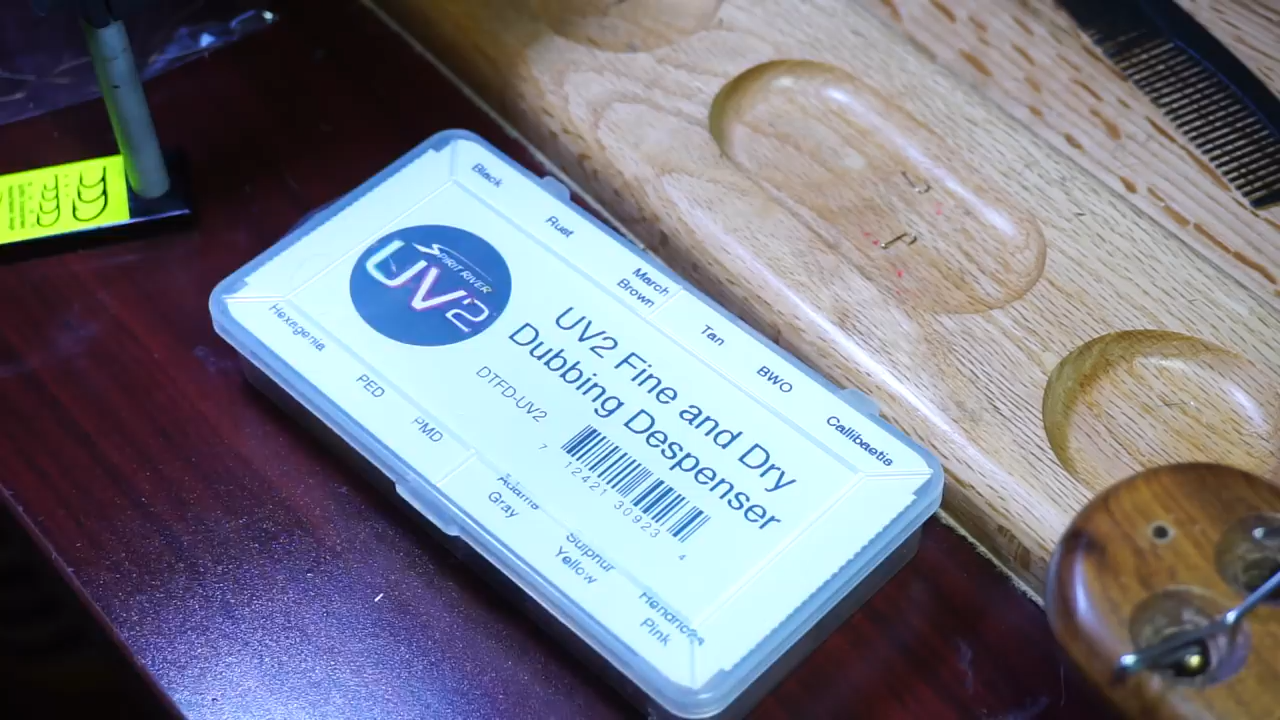 Black
Rust
March
Brown
Tan
BWO
Callibaetis
SPIRIT RIVER
UV2
UV2 Fine and Dry
Dubbing Despenser
DTFD-UV2
7 12421 30923 4
Hexagenia
PED
PMD
Adams
Gray
Sulphur
Yellow
Hendrickson
Pink